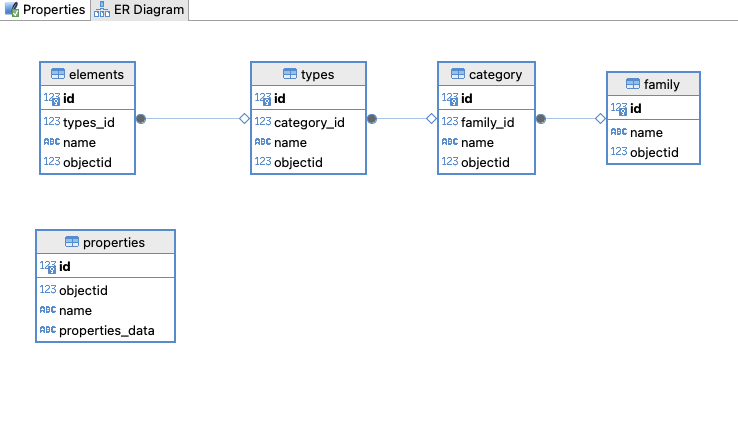 Properties ER Diagram
elements
123 id
123 types_id
ABC name
123 objectid
types
123 id
123 category_id
ABC name
123 objectid
category
123 id
123 family_id
ABC name
123 objectid
family
123 id
ABC name
123 objectid
properties
123 id
123 objectid
ABC name
ABC properties_data